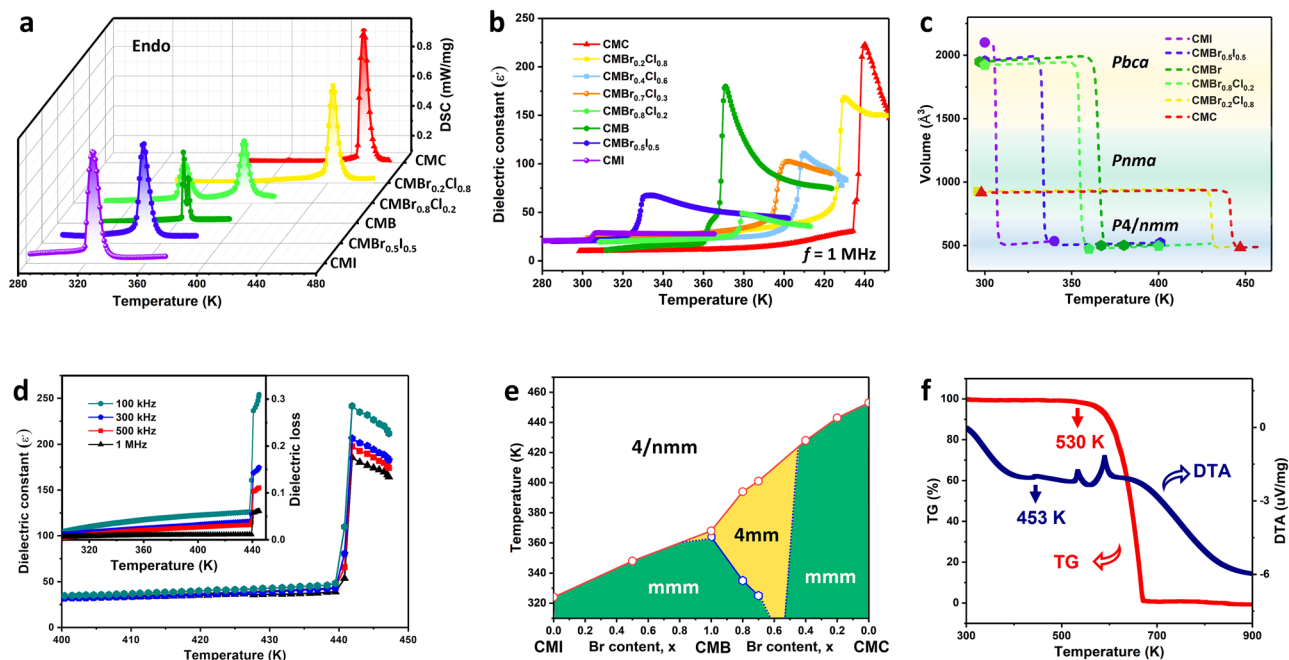 a
Endo
0.8
0.6
0.4
0.2
DSC (mW/mg)
CMC
CMBr0.2Cl0.8
CMBr0.8Cl0.2
CMB
CMBr0.5I0.5
CMI
280 320 360 400 440 480
Temperature (K)
b
CMC
CMBr0.2Cl0.8
CMBr0.4Cl0.6
CMBr0.7Cl0.3
CMBr0.8Cl0.2
CMB
CMBr0.5I0.5
CMI
f = 1 MHz
250
200
150
100
50
0
Dielectric constant (ε′)
280 300 320 340 360 380 400 420 440
Temperature (K)
c
CMI
CMBr0.5I0.5
CMBr
CMBr0.8Cl0.2
CMBr0.2Cl0.8
CMC
Pbca
Pnma
P4/nmm
2000
1500
1000
500
Volume (Å3)
300 350 400 450
Temperature (K)
d
100 kHz
300 kHz
500 kHz
1 MHz
0.3
0.2
0.1
0.0
Dielectric loss
320 360 400 440
Temperature (K)
250
200
150
100
50
0
Dielectric constant (ε′)
400 410 420 430 440 450
Temperature (K)
e
4/nmm
4mm
mmm
mmm
460
440
420
400
380
360
340
320
Temperature (K)
0.0 0.2 0.4 0.6 0.8 1.0 0.8 0.6 0.4 0.2 0.0
CMI Br content, x CMB Br content, x CMC
f
530 K
453 K
DTA
TG
100
80
60
40
20
0
TG (%)
0
-2
-4
-6
DTA (uV/mg)
300 500 700 900
Temperature (K)